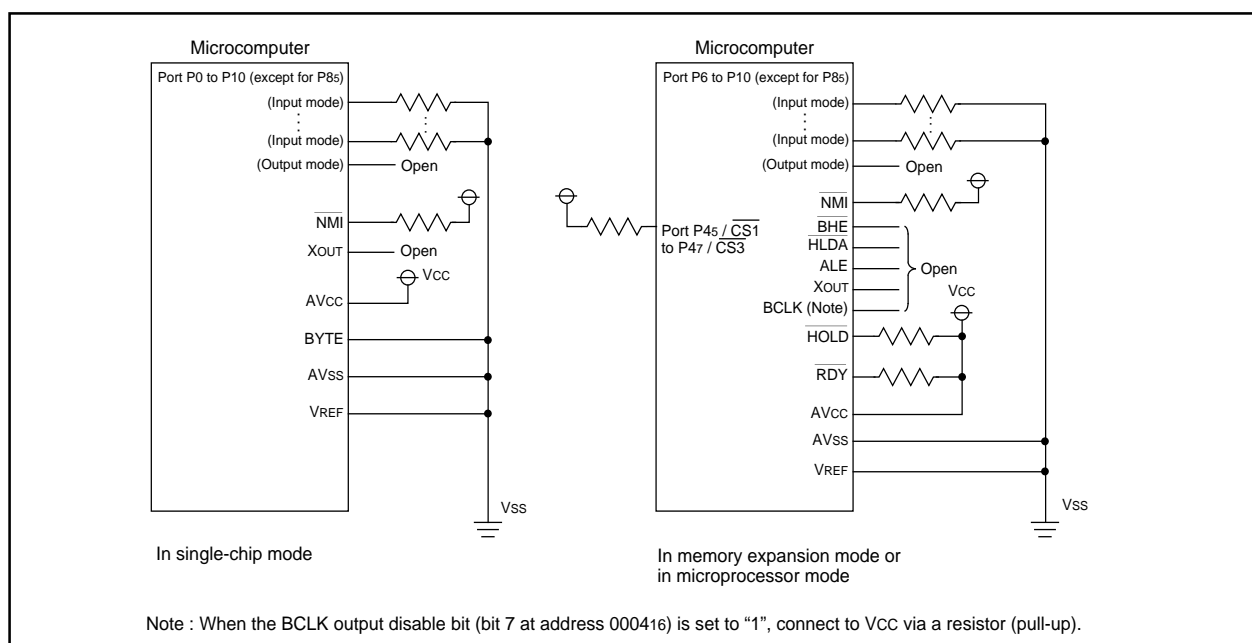 Microcomputer
Port P0 to P10 (except for P85)
(Input mode)
(Input mode)
(Output mode)
Open
NMI
XOUT
Open
VCC
AVCC
BYTE
AVSS
VREF
VSS
In single-chip mode
Microcomputer
Port P6 to P10 (except for P85)
(Input mode)
(Input mode)
(Output mode)
Open
NMI
Port P45 / CS1
to P47 / CS3
BHE
HLDA
ALE
XOUT
BCLK (Note)
Open
VCC
HOLD
RDY
AVCC
AVSS
VREF
VSS
In memory expansion mode or
in microprocessor mode
Note : When the BCLK output disable bit (bit 7 at address 000416) is set to “1”, connect to VCC via a resistor (pull-up).